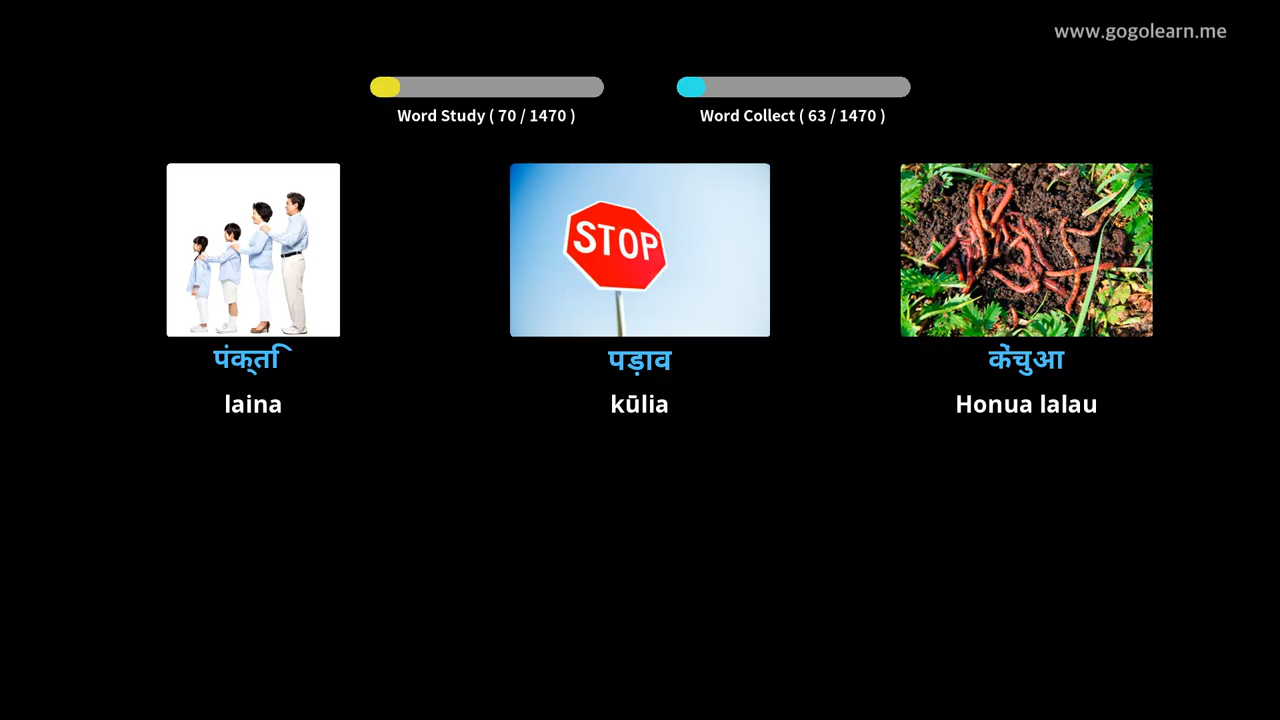 www.gogolearn.me
Word Study ( 70 / 1470 )
Word Collect ( 63 / 1470 )
STOP
पंक्ति
पड़ाव
केंचुआ
laina
kūlia
Honua lalau